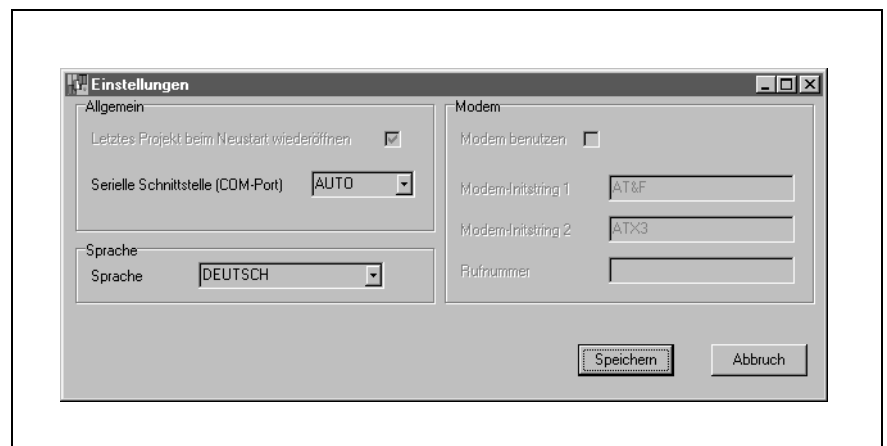 Einstellungen
Allgemein
Letztes Projekt beim Neustart wiederöffnen
Serielle Schnittstelle (COM-Port) AUTO
Sprache
Sprache DEUTSCH
Modem
Modem benutzen
Modem-Initstring 1 AT&F
Modem-Initstring 2 ATX3
Rufnummer
Speichern Abbruch